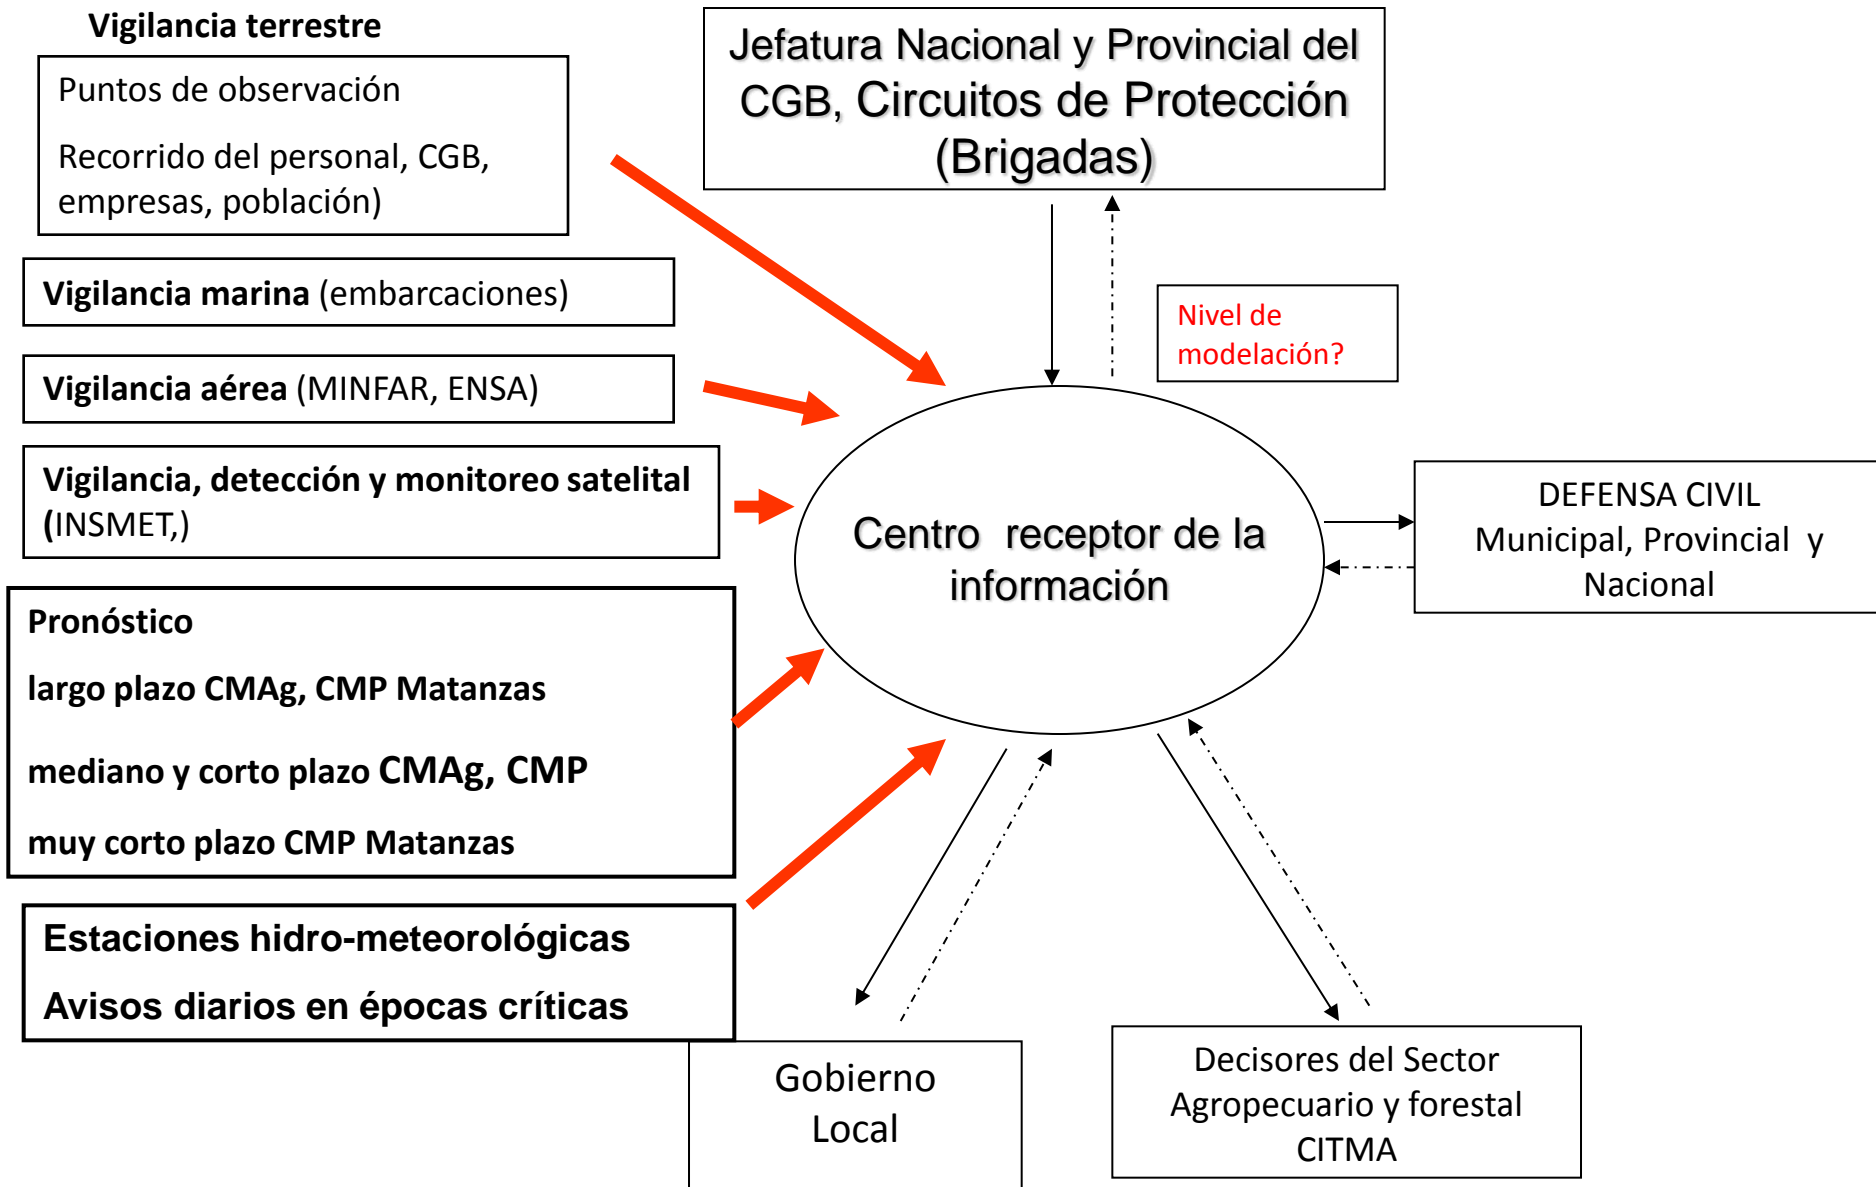 Vigilancia terrestre
Puntos de observación
Recorrido del personal, CGB,
empresas, población)
Vigilancia marina (embarcaciones)
Vigilancia aérea (MINFAR, ENSA)
Vigilancia, detección y monitoreo satelital
(INSMET,)
Pronóstico
largo plazo CMAg, CMP Matanzas
mediano y corto plazo CMAg, CMP
muy corto plazo CMP Matanzas
Estaciones hidro-meteorológicas
Avisos diarios en épocas críticas
Jefatura Nacional y Provincial del
CGB, Circuitos de Protección
(Brigadas)
Nivel de
modelación?
Centro receptor de la
información
DEFENSA CIVIL
Municipal, Provincial y
Nacional
Gobierno
Local
Decisores del Sector
Agropecuario y forestal
CITMA